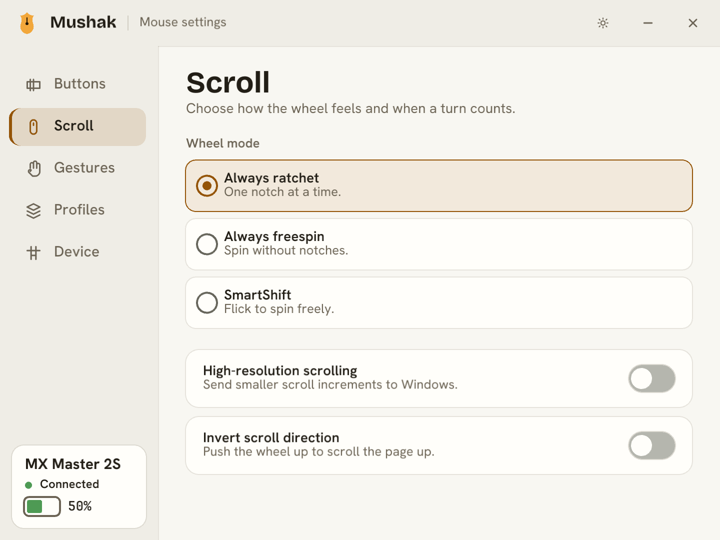 Mushak
Mouse settings
Buttons
Scroll
Gestures
Profiles
Device
MX Master 2S
Connected
50%
Scroll
Choose how the wheel feels and when a turn counts.
Wheel mode
Always ratchet
One notch at a time.
Always freespin
Spin without notches.
SmartShift
Flick to spin freely.
High-resolution scrolling
Send smaller scroll increments to Windows.
Invert scroll direction
Push the wheel up to scroll the page up.